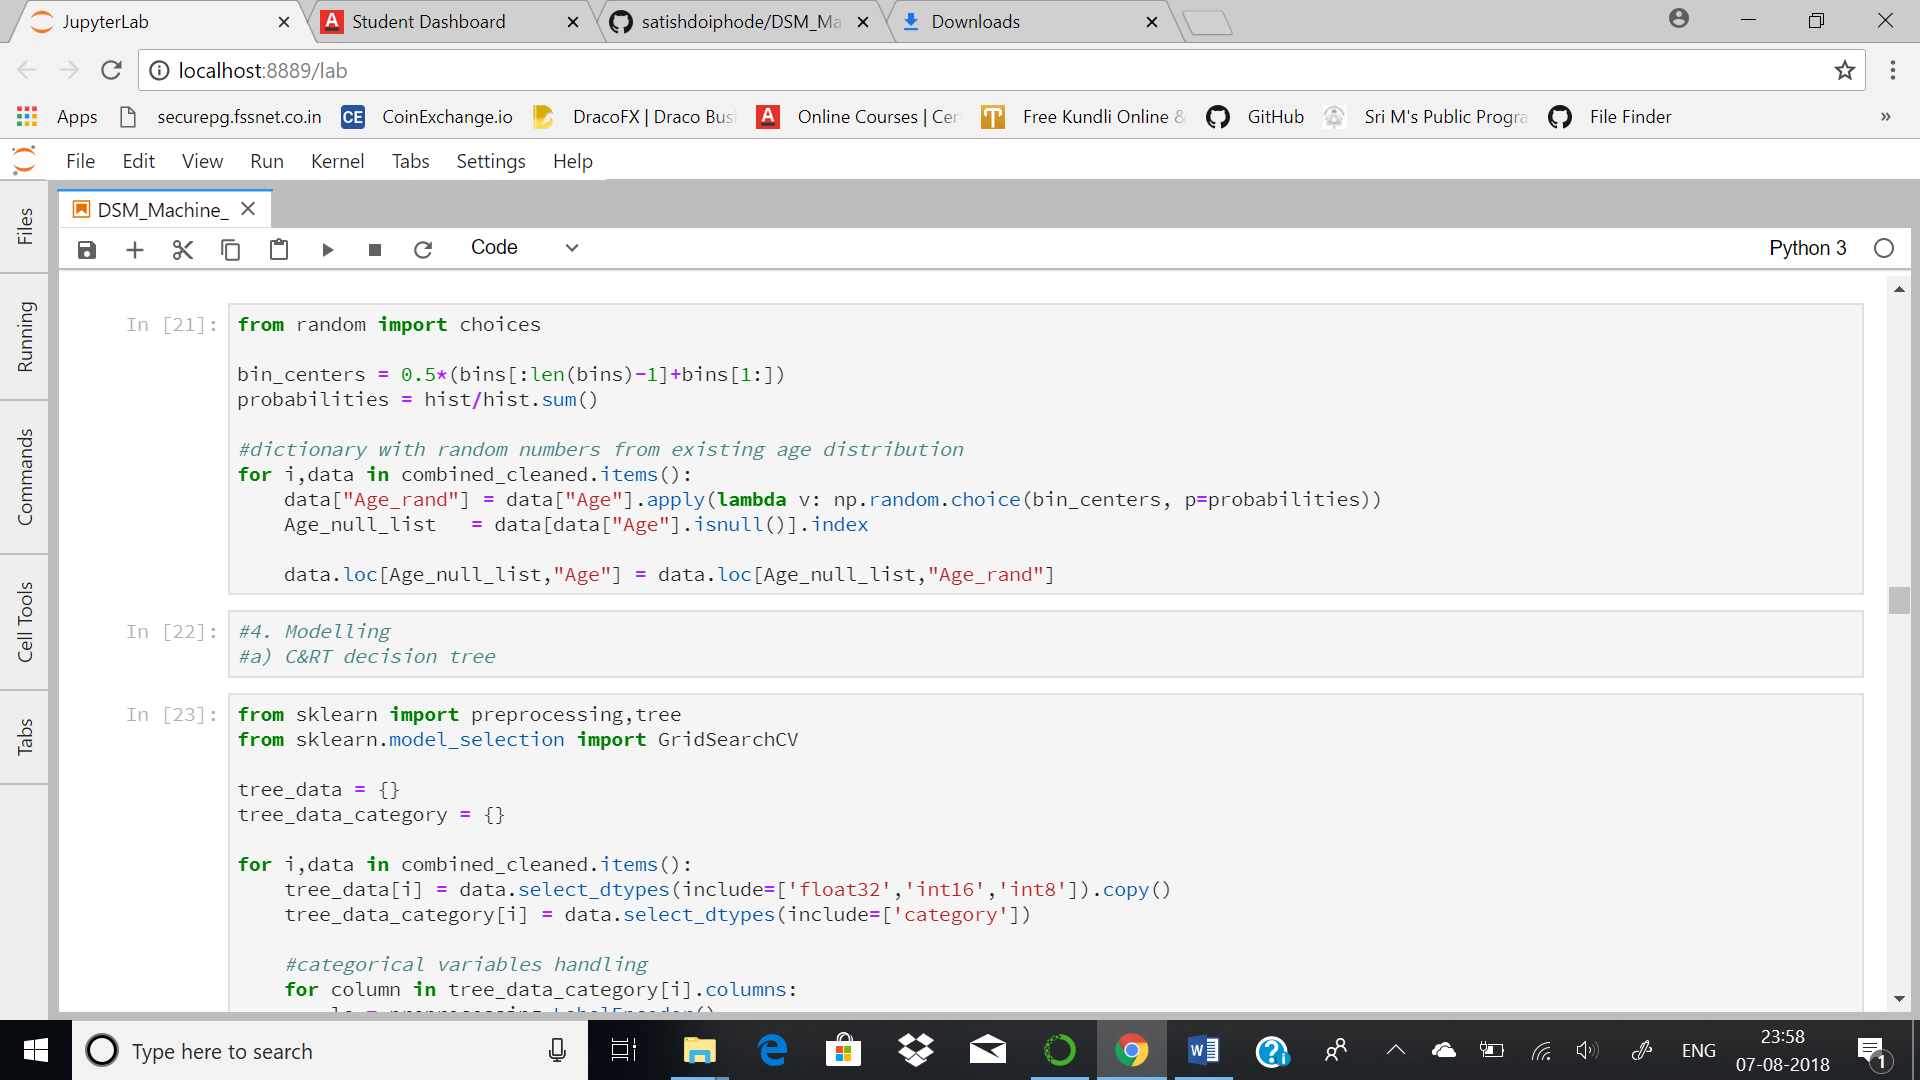 JupyterLab
Student Dashboard
satishdoiphode/DSM_Ma
Downloads
localhost:8889/lab
Apps
securepg.fssnet.co.in
CE CoinExchange.io
DracoFX | Draco Busi
Online Courses | Cer
Free Kundli Online &
GitHub
Sri M's Public Progra
File Finder
»
File Edit View Run Kernel Tabs Settings Help
Files
Running
Commands
Cell Tools
Tabs
DSM_Machine_
Code
Python 3
In [21]:
from random import choices
bin_centers = 0.5*(bins[:len(bins)-1]+bins[1:])
probabilities = hist/hist.sum()
#dictionary with random numbers from existing age distribution
for i,data in combined_cleaned.items():
    data["Age_rand"] = data["Age"].apply(lambda v: np.random.choice(bin_centers, p=probabilities))
    Age_null_list   = data[data["Age"].isnull()].index
    data.loc[Age_null_list,"Age"] = data.loc[Age_null_list,"Age_rand"]
In [22]:
#4. Modelling
#a) C&RT decision tree
In [23]:
from sklearn import preprocessing,tree
from sklearn.model_selection import GridSearchCV
tree_data = {}
tree_data_category = {}
for i,data in combined_cleaned.items():
    tree_data[i] = data.select_dtypes(include=['float32','int16','int8']).copy()
    tree_data_category[i] = data.select_dtypes(include=['category'])
    #categorical variables handling
    for column in tree_data_category[i].columns:
Type here to search
ENG
23:58
07-08-2018
1